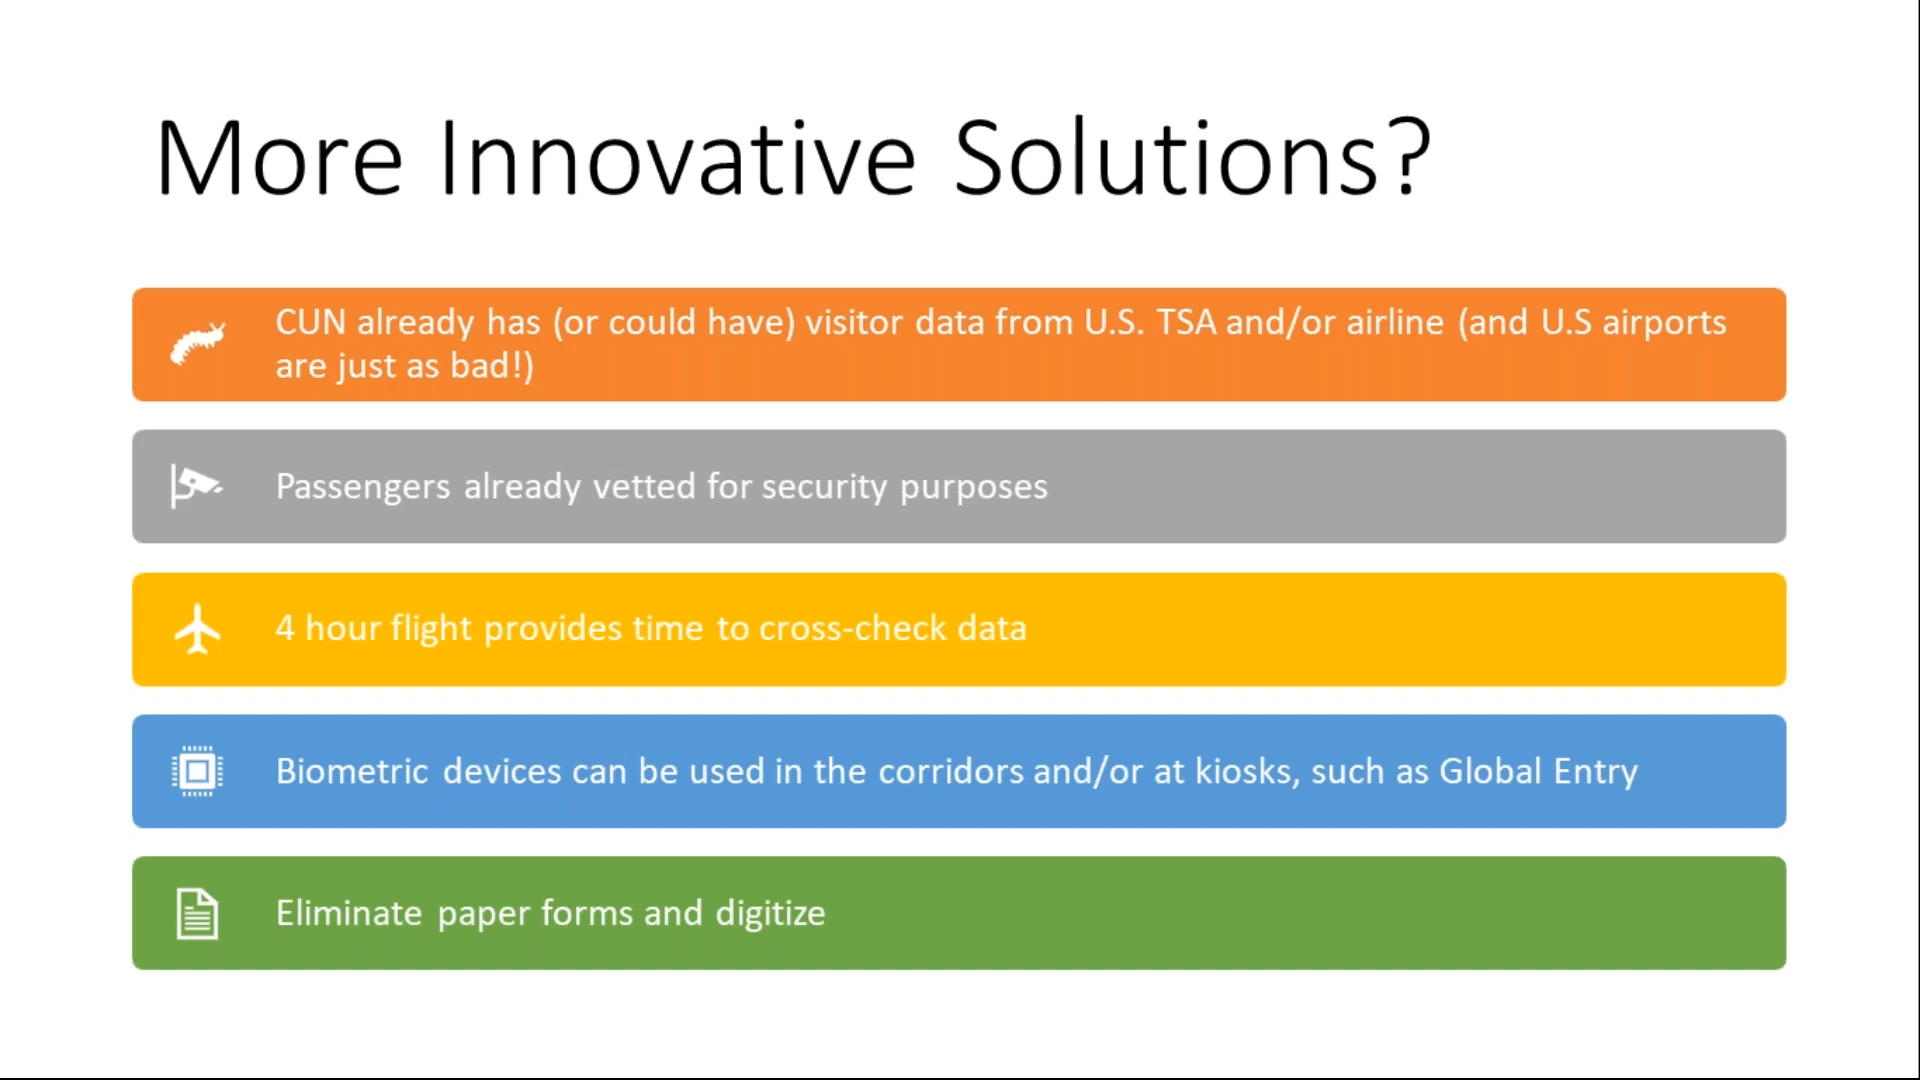 More Innovative Solutions?
CUN already has (or could have) visitor data from U.S. TSA and/or airline (and U.S airports
are just as bad!)
Passengers already vetted for security purposes
4 hour flight provides time to cross-check data
Biometric devices can be used in the corridors and/or at kiosks, such as Global Entry
Eliminate paper forms and digitize